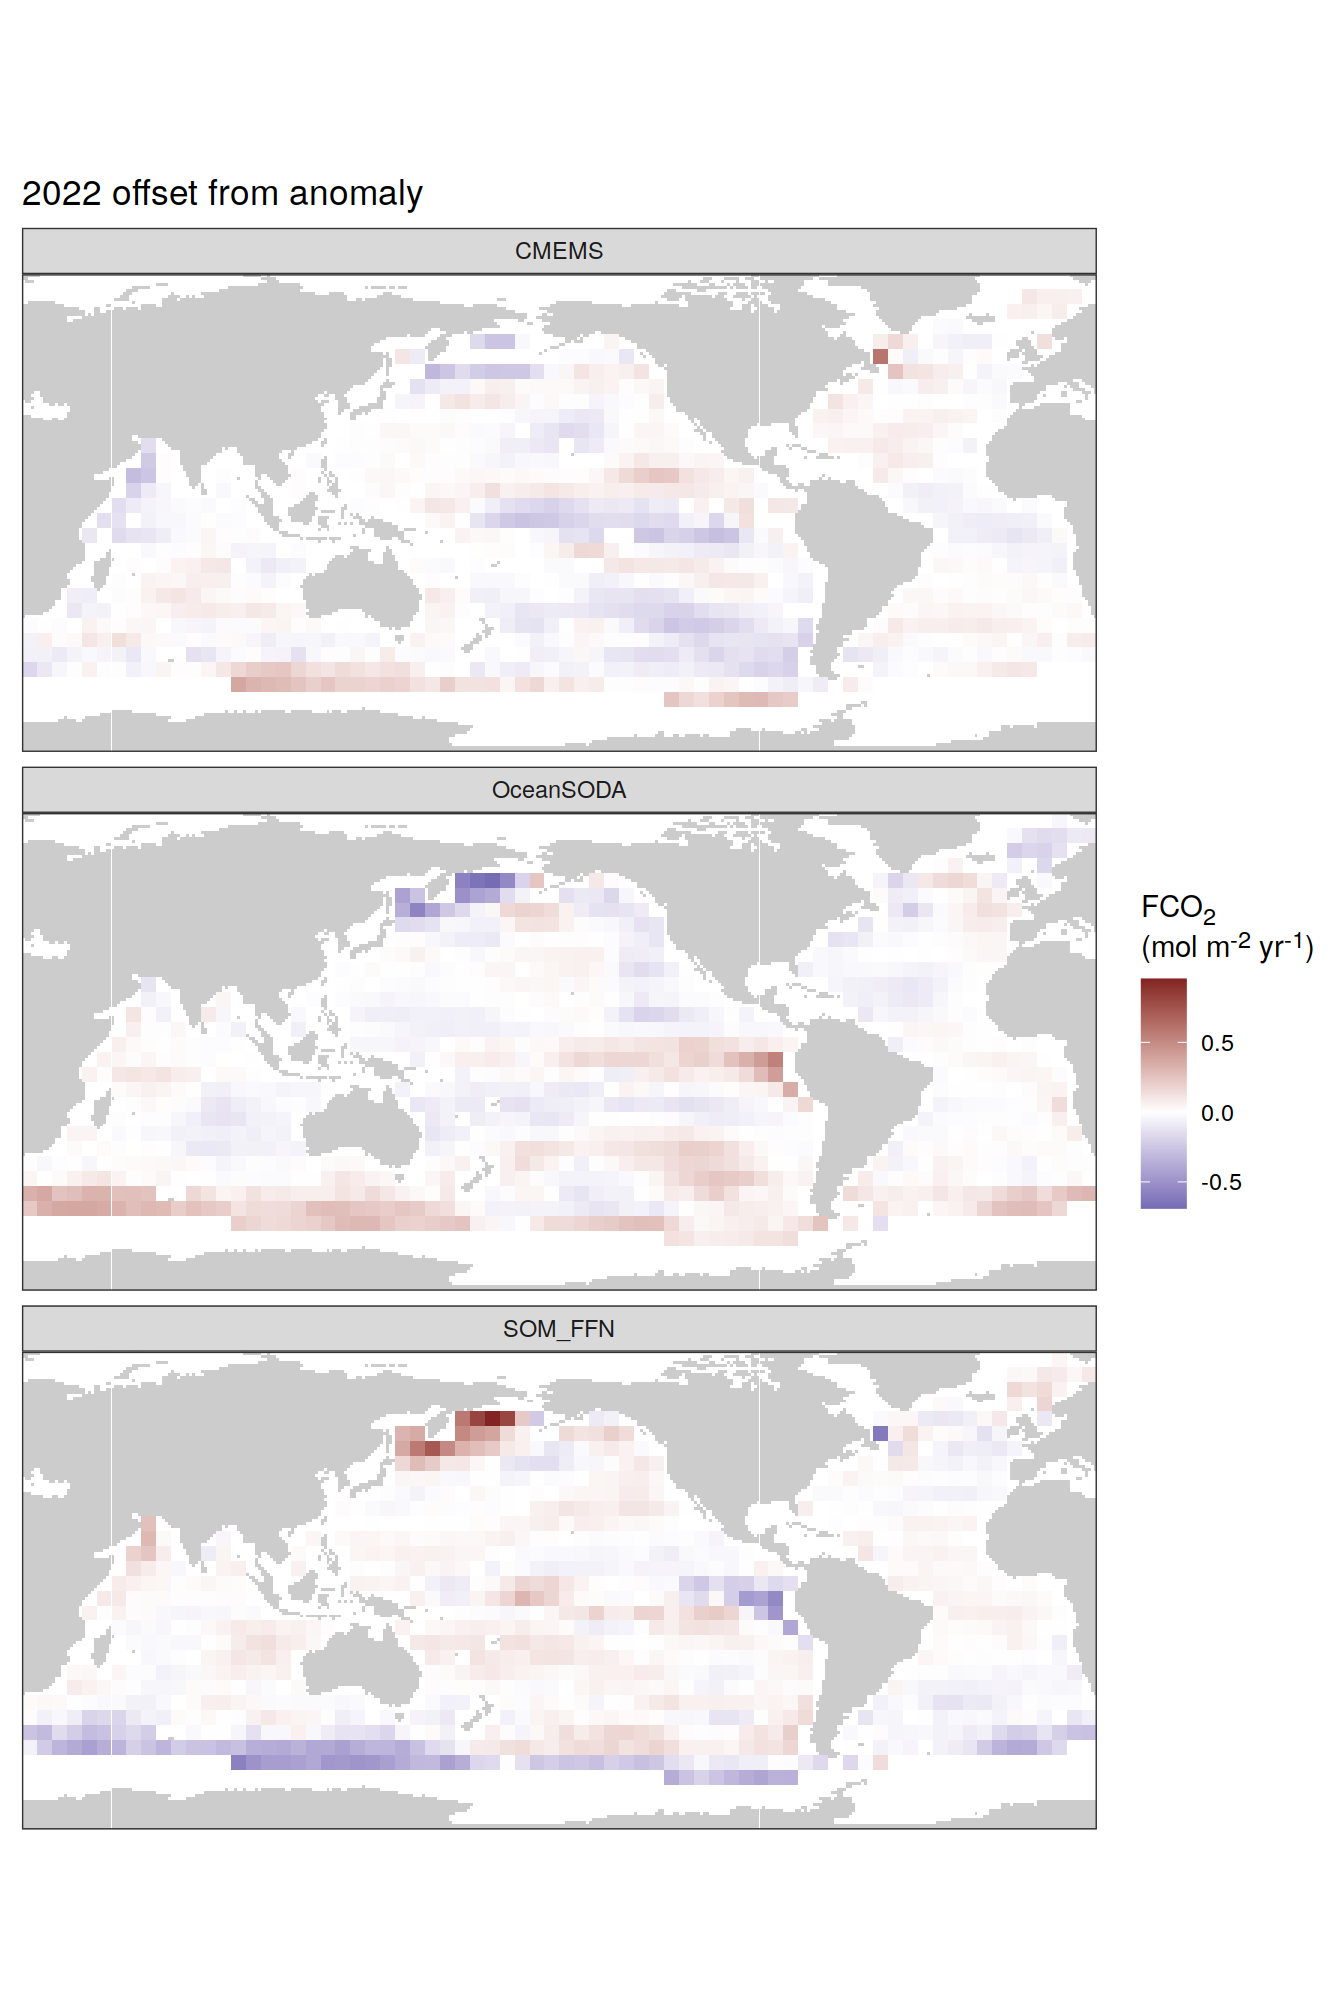 2022 offset from anomaly
CMEMS
OceanSODA
SOM_FFN
FCO₂
(mol m⁻² yr⁻¹)
0.5
0.0
-0.5